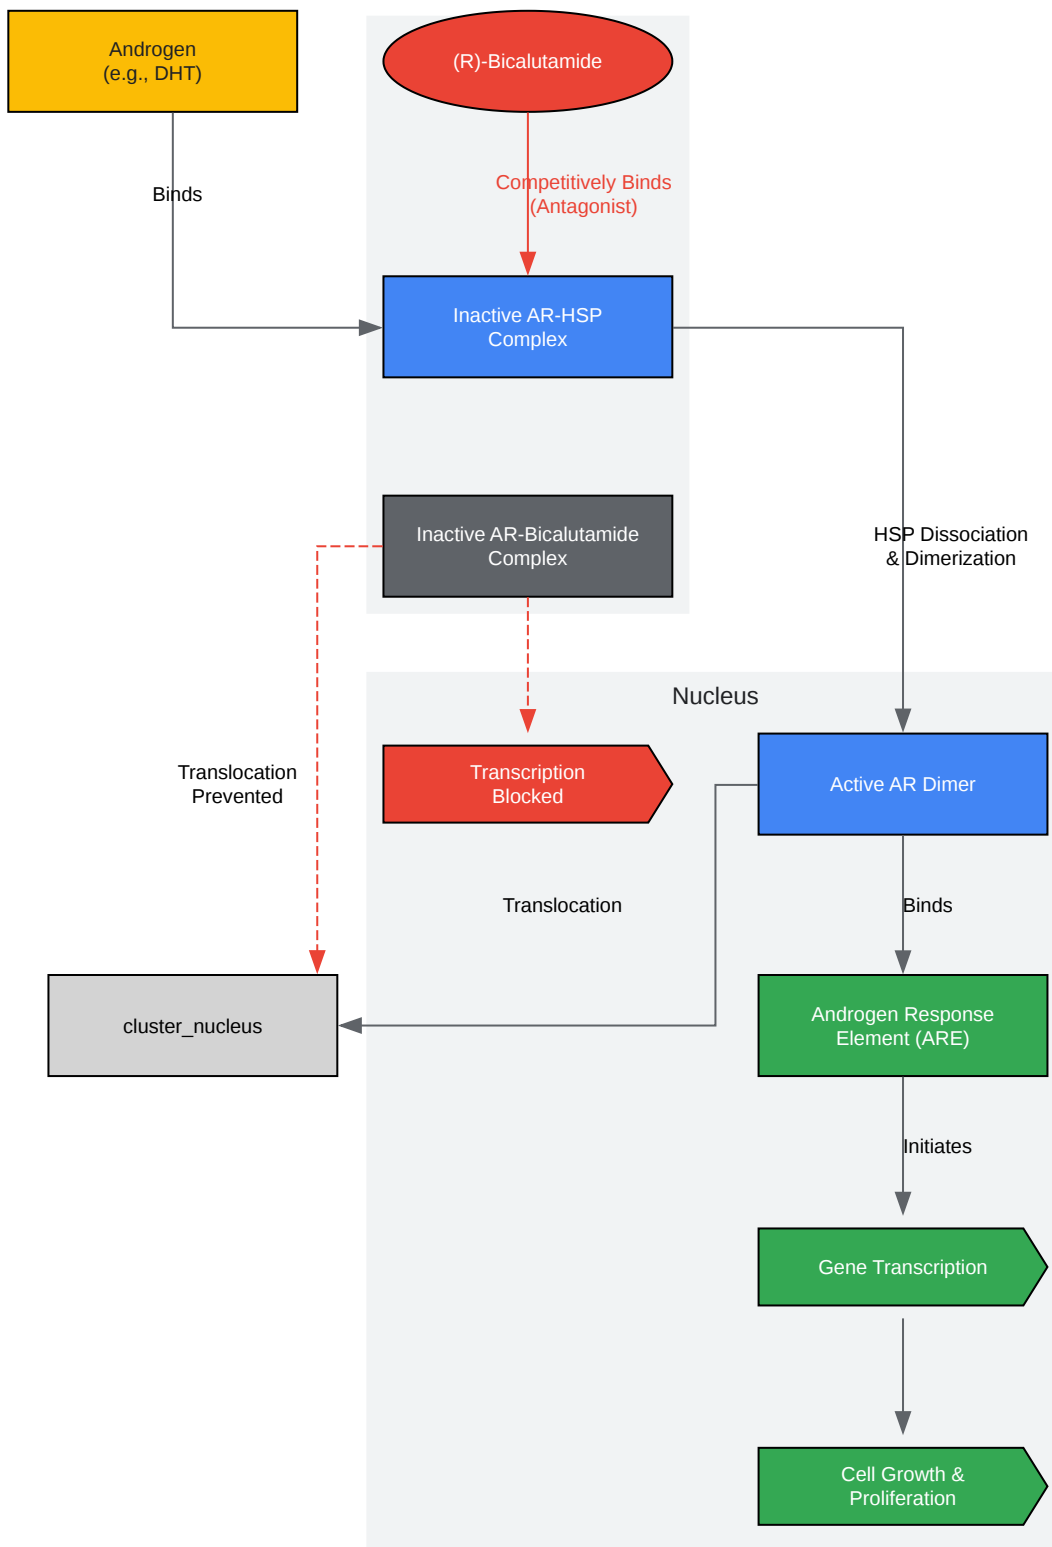 Androgen
(e.g., DHT)
(R)-Bicalutamide
Binds
Competitively Binds
(Antagonist)
Inactive AR-HSP
Complex
Inactive AR-Bicalutamide
Complex
HSP Dissociation
& Dimerization
Nucleus
Translocation
Prevented
Transcription
Blocked
Active AR Dimer
Translocation
Binds
cluster_nucleus
Androgen Response
Element (ARE)
Initiates
Gene Transcription
Cell Growth &
Proliferation